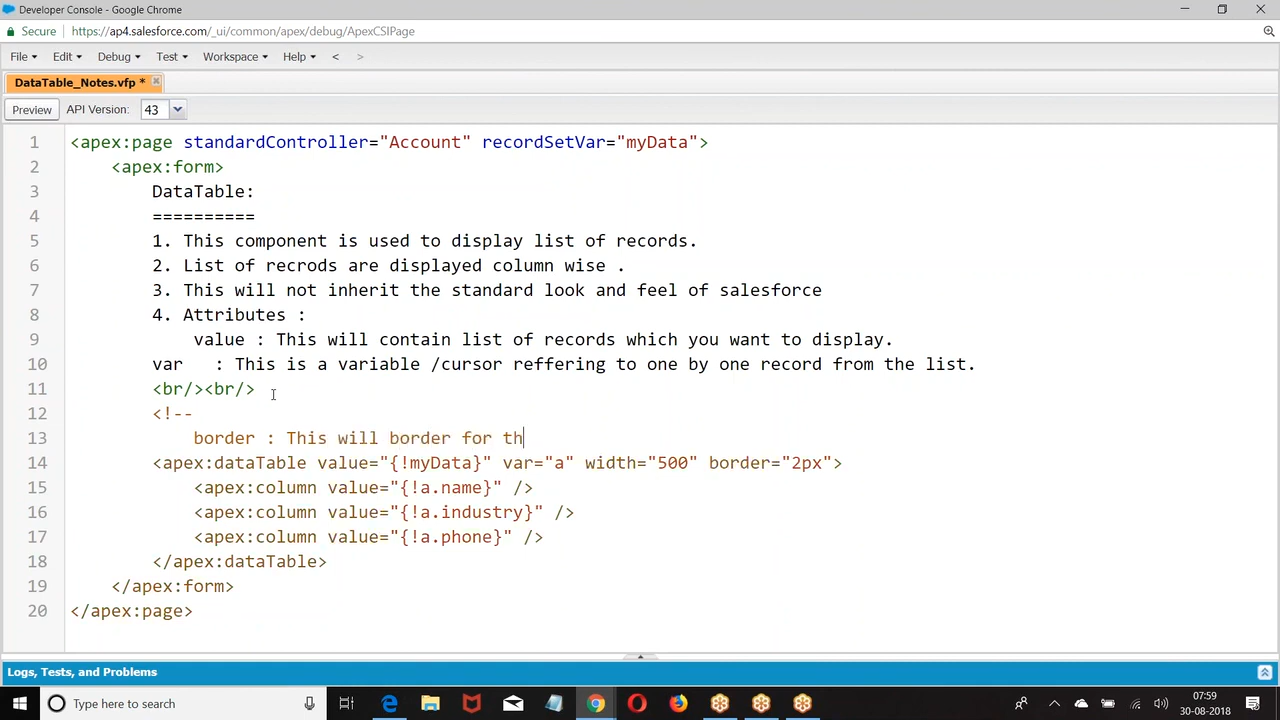 Developer Console - Google Chrome
Secure https://ap4.salesforce.com/_ui/common/apex/debug/ApexCSIPage
File Edit Debug Test Workspace Help < >
DataTable_Notes.vfp *
Preview API Version: 43
1 <apex:page standardController="Account" recordSetVar="myData">
2 <apex:form>
3 DataTable:
4 ==========
5 1. This component is used to display list of records.
6 2. List of recrods are displayed column wise .
7 3. This will not inherit the standard look and feel of salesforce
8 4. Attributes :
9 value : This will contain list of records which you want to display.
10 var : This is a variable /cursor reffering to one by one record from the list.
11 <br/><br/>
12 <!--
13 border : This will border for th
14 <apex:dataTable value="{!myData}" var="a" width="500" border="2px">
15 <apex:column value="{!a.name}" />
16 <apex:column value="{!a.industry}" />
17 <apex:column value="{!a.phone}" />
18 </apex:dataTable>
19 </apex:form>
20 </apex:page>
Logs, Tests, and Problems
Type here to search
07:59
30-08-2018